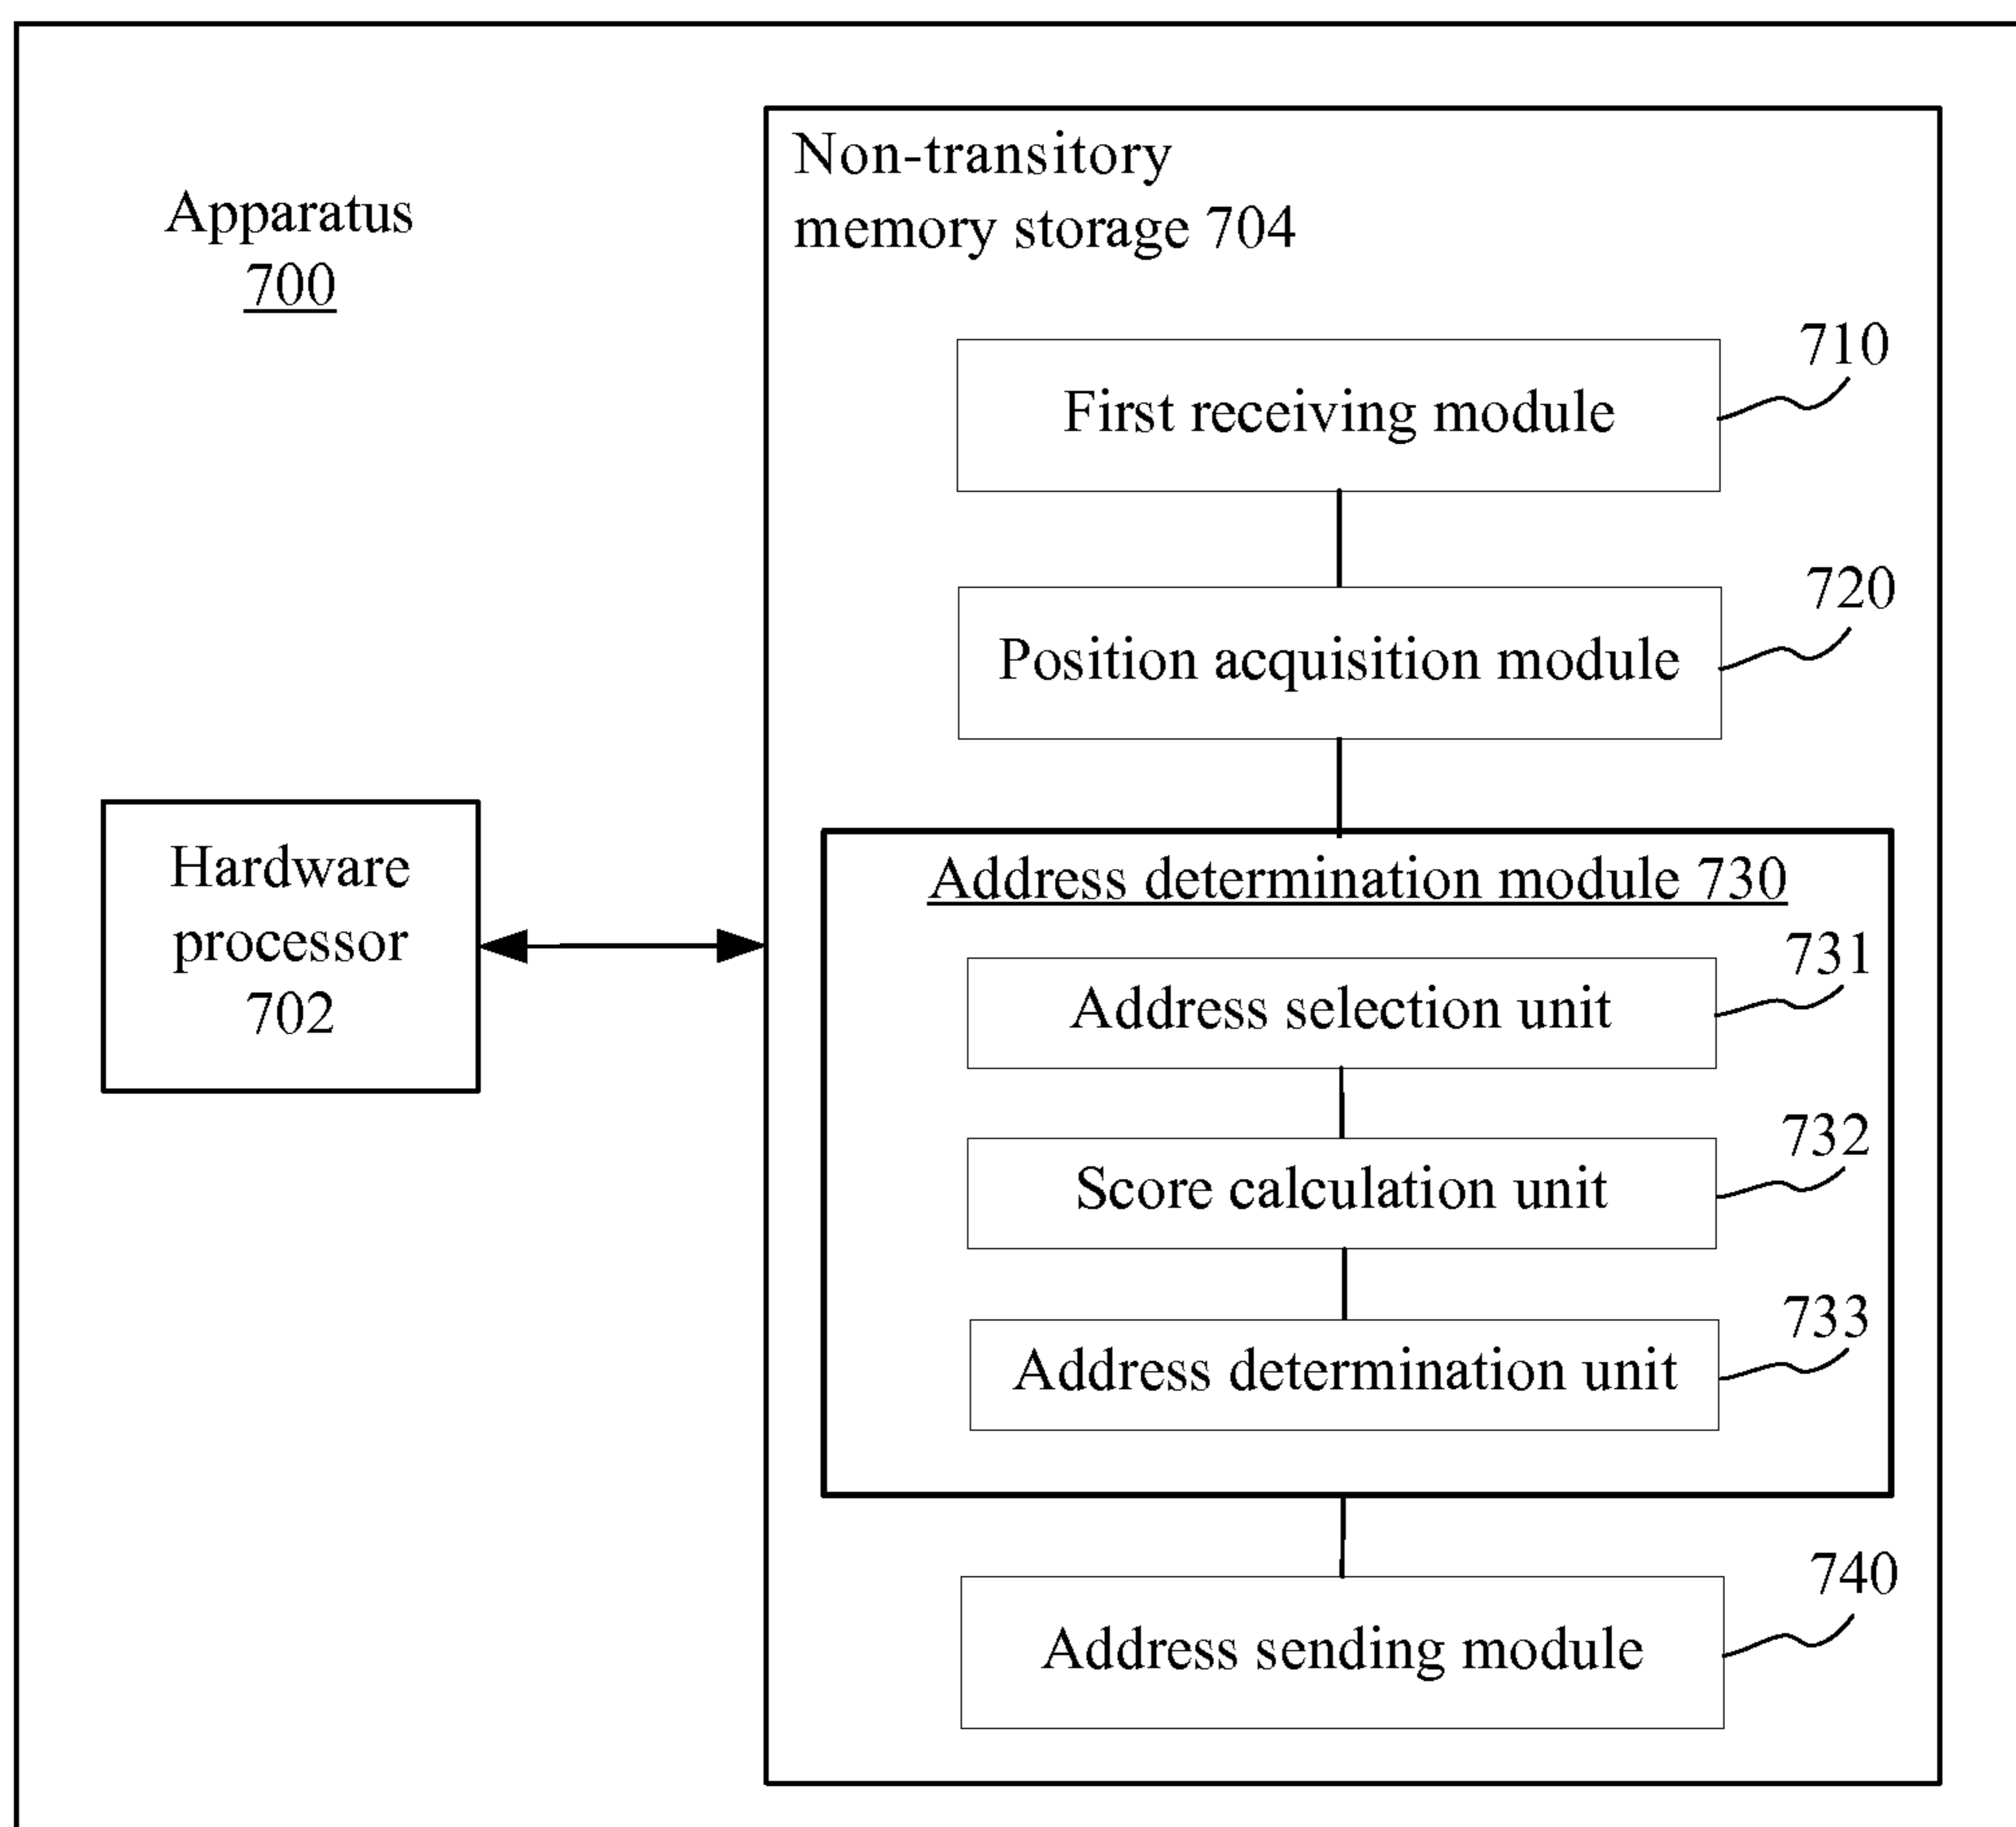 Apparatus
700
Non-transitory
memory storage 704
710
First receiving module
720
Position acquisition module
Hardware
processor
702
Address determination module 730
731
Address selection unit
732
Score calculation unit
733
Address determination unit
740
Address sending module